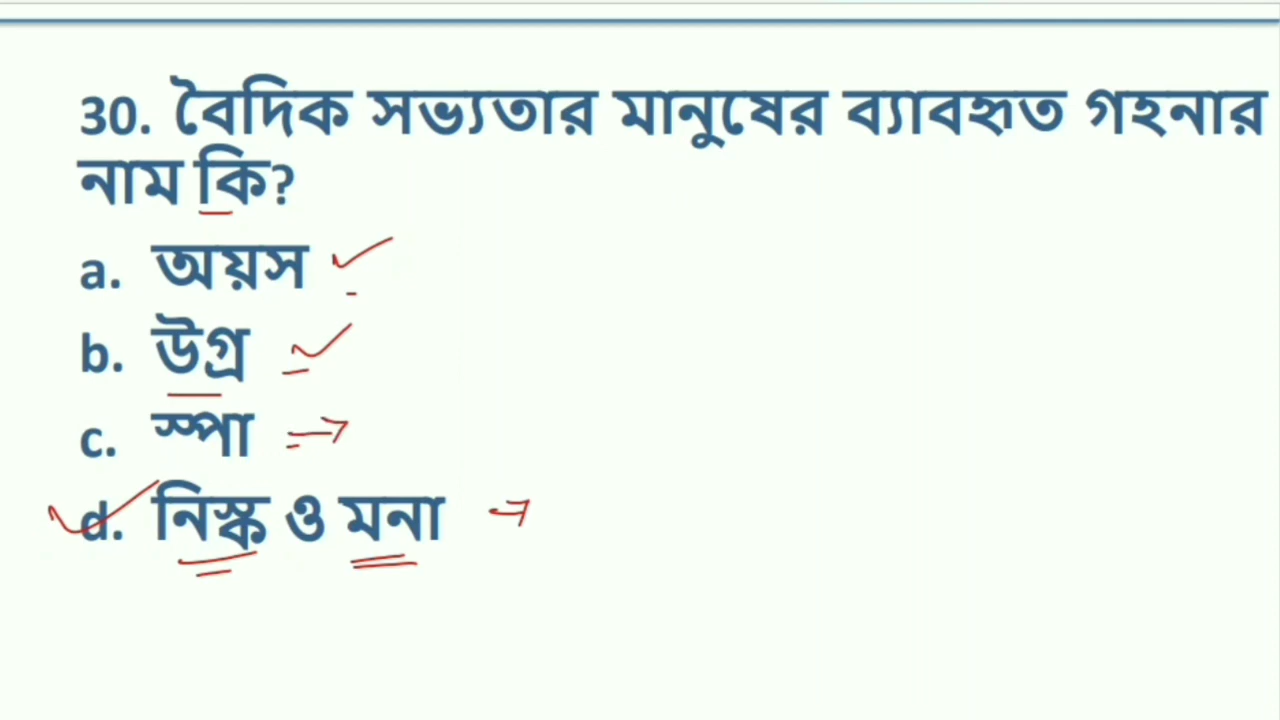 30. বৈদিক সভ্যতার মানুষের ব্যাবহৃত গহনার
নাম কি?
a. অয়স
b. উগ্র
c. স্পা
d. নিস্ক ও মনা